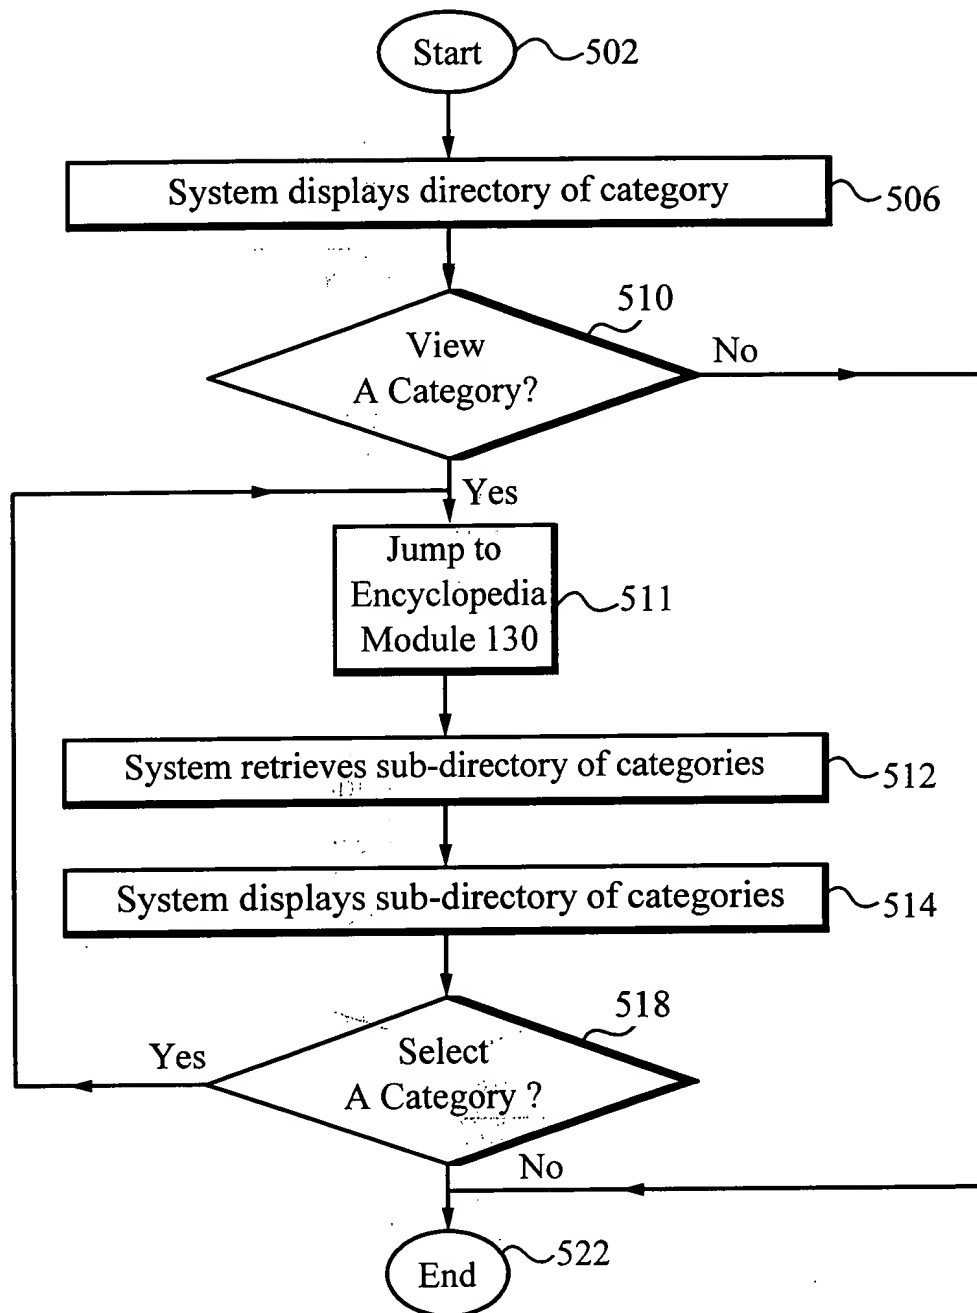 Start
502
System displays directory of category
506
510
View
A Category?
No
Yes
Jump to
Encyclopedia
Module 130
511
System retrieves sub-directory of categories
512
System displays sub-directory of categories
514
518
Select
A Category ?
Yes
No
End
522